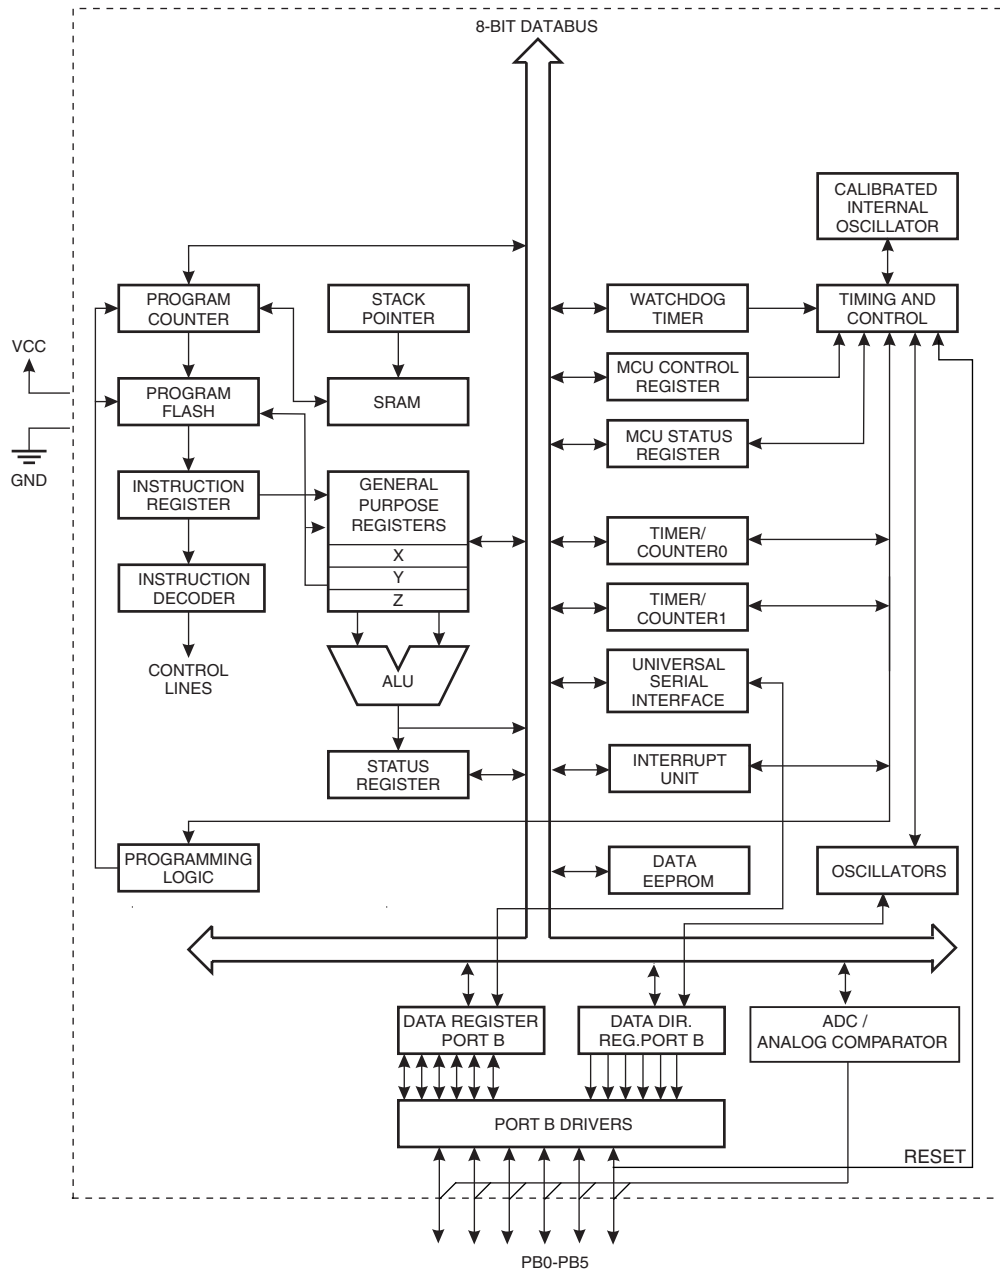 8-BIT DATABUS
CALIBRATED
INTERNAL
OSCILLATOR
PROGRAM
COUNTER
STACK
POINTER
WATCHDOG
TIMER
TIMING AND
CONTROL
VCC
GND
PROGRAM
FLASH
SRAM
MCU CONTROL
REGISTER
MCU STATUS
REGISTER
INSTRUCTION
REGISTER
GENERAL
PURPOSE
REGISTERS
X
Y
Z
TIMER/
COUNTER0
INSTRUCTION
DECODER
TIMER/
COUNTER1
CONTROL
LINES
ALU
UNIVERSAL
SERIAL
INTERFACE
STATUS
REGISTER
INTERRUPT
UNIT
PROGRAMMING
LOGIC
DATA
EEPROM
OSCILLATORS
DATA REGISTER
PORT B
DATA DIR.
REG.PORT B
ADC /
ANALOG COMPARATOR
PORT B DRIVERS
RESET
PB0-PB5